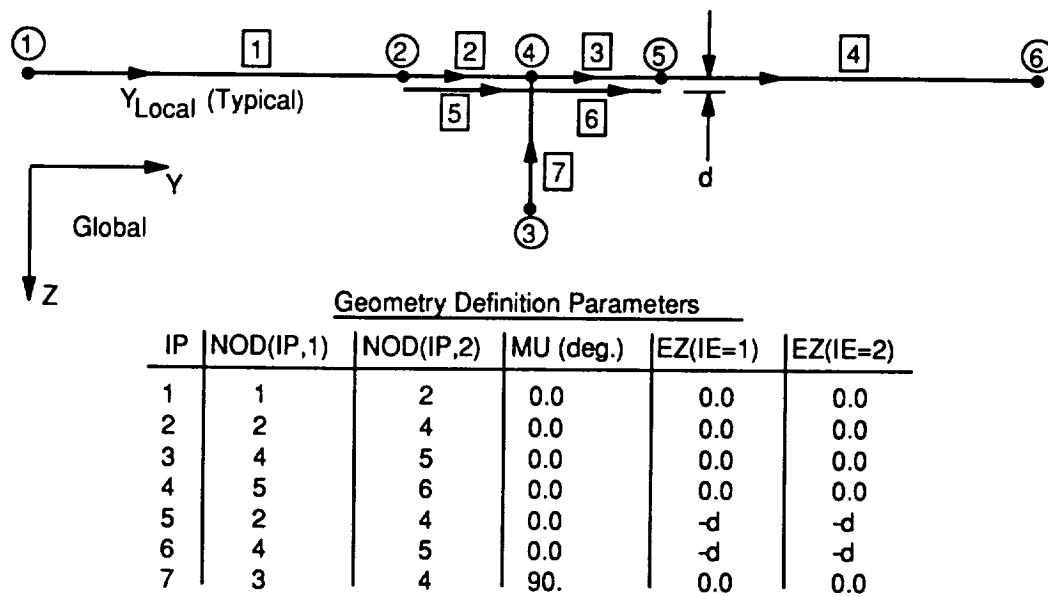 1 1 2 2 4 3 5 4 6
Y Local (Typical) 5 6
7 d
Y
Global 3
Z
Geometry Definition Parameters
IP NOD(IP,1) NOD(IP,2) MU (deg.) EZ(IE=1) EZ(IE=2)
1 1 2 0.0 0.0 0.0
2 2 4 0.0 0.0 0.0
3 4 5 0.0 0.0 0.0
4 5 6 0.0 0.0 0.0
5 2 4 0.0 -d -d
6 4 5 0.0 -d -d
7 3 4 90. 0.0 0.0